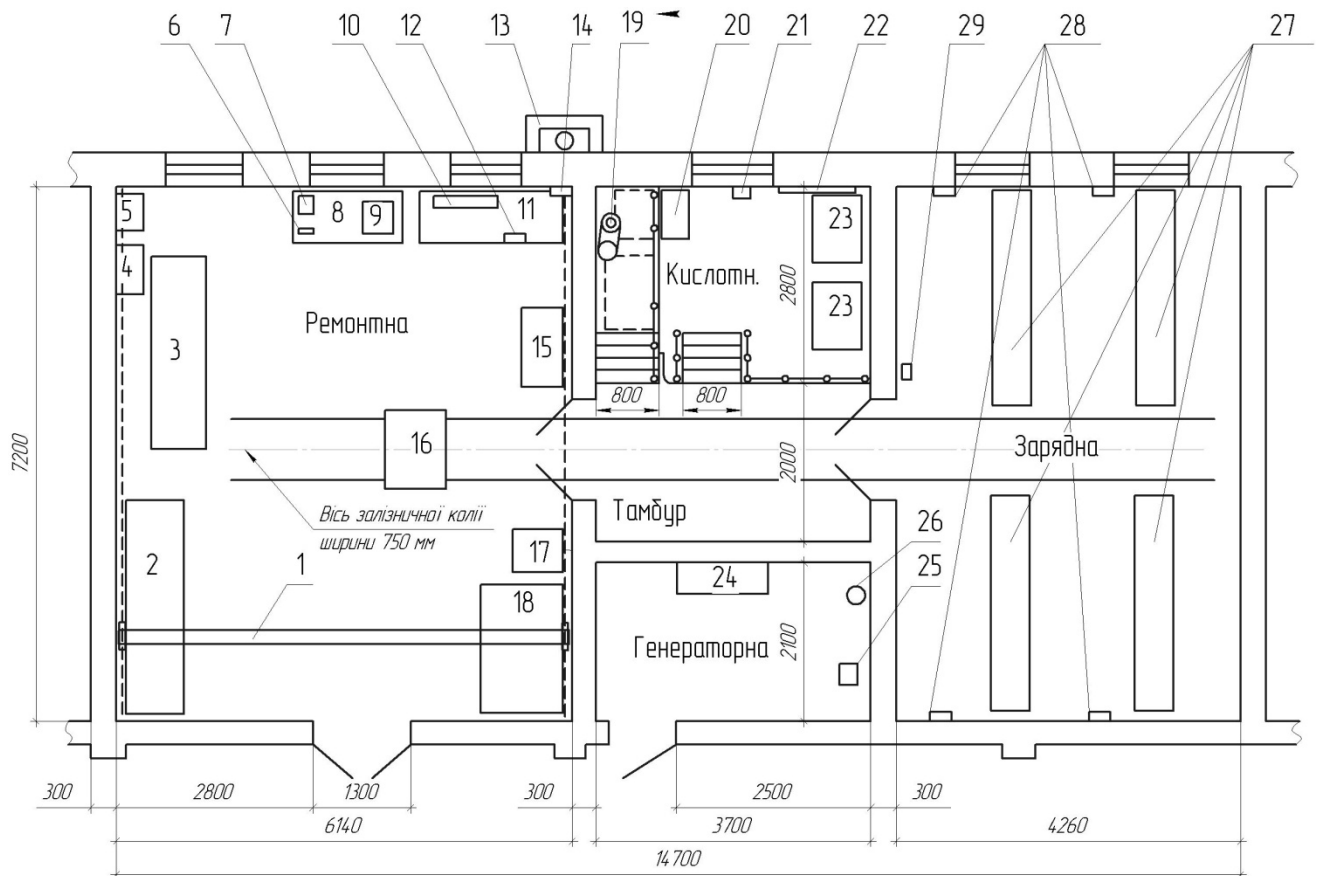 6 7 10 12 13 14 19 20 21 22 29 28 27
5 8 9 11
4
23
Кислотн.
2800
3
Ремонтна
15
23
800 800
7200
16
2000
Зарядна
Вісь залізничної колії
ширини 750 мм
Тамбур
2 1 17 26
24 25
18
Генераторна
2100
300 2800 1300 300 2500 300
6140 3700 4260
14700